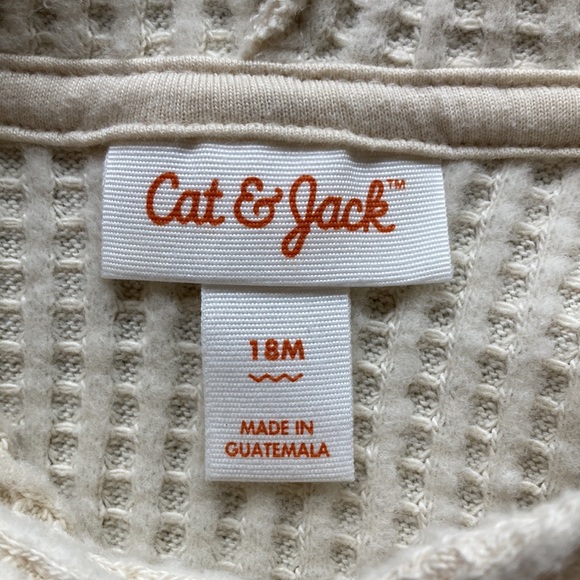 Cat & Jack™
18M
MADE IN
GUATEMALA